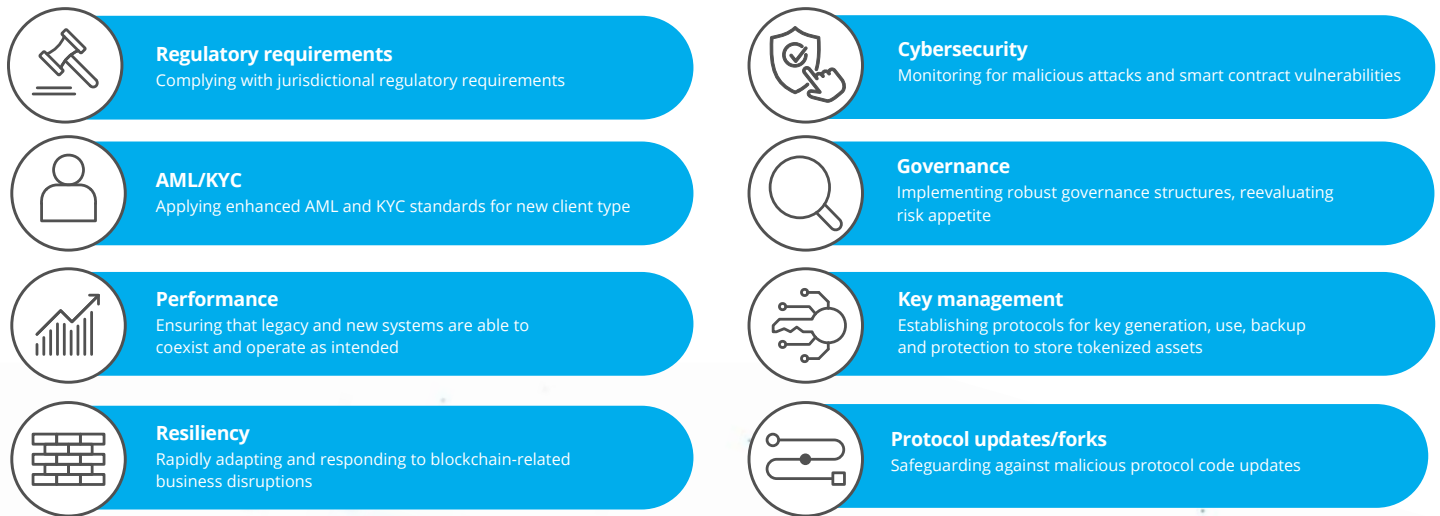 Regulatory requirements
Complying with jurisdictional regulatory requirements
AML/KYC
Applying enhanced AML and KYC standards for new client type
Performance
Ensuring that legacy and new systems are able to
coexist and operate as intended
Resiliency
Rapidly adapting and responding to blockchain-related
business disruptions
Cybersecurity
Monitoring for malicious attacks and smart contract vulnerabilities
Governance
Implementing robust governance structures, reevaluating
risk appetite
Key management
Establishing protocols for key generation, use, backup
and protection to store tokenized assets
Protocol updates/forks
Safeguarding against malicious protocol code updates